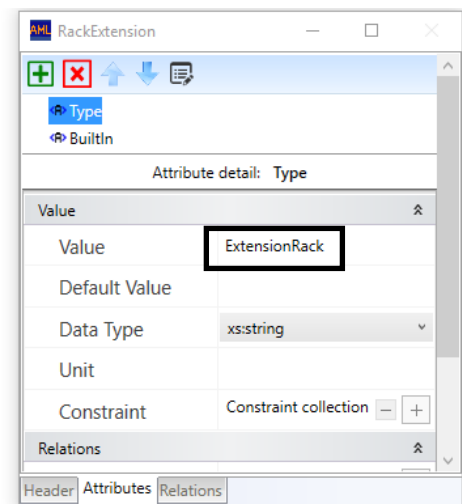 AML RackExtension
<A> Type
<A> BuiltIn
Attribute detail: Type
Value
Value ExtensionRack
Default Value
Data Type xs:string
Unit
Constraint Constraint collection
Relations
Header Attributes Relations